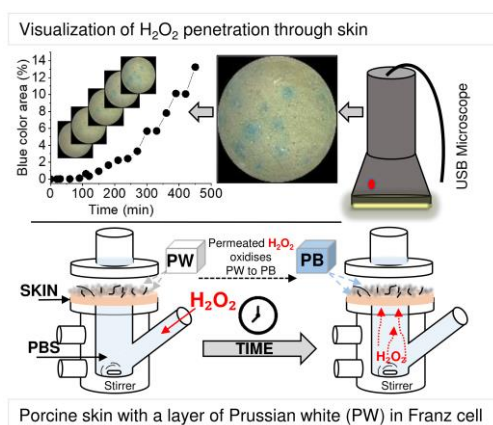 Visualization of H₂O₂ penetration through skin
Blue color area (%)
14
12
10
8
6
4
2
0
0 100 200 300 400 500
Time (min)
USB Microscope
Permeated H₂O₂
oxidises
PW to PB
PW
PB
SKIN
H₂O₂
PBS
TIME
H₂O₂
Stirrer
Stirrer
Porcine skin with a layer of Prussian white (PW) in Franz cell